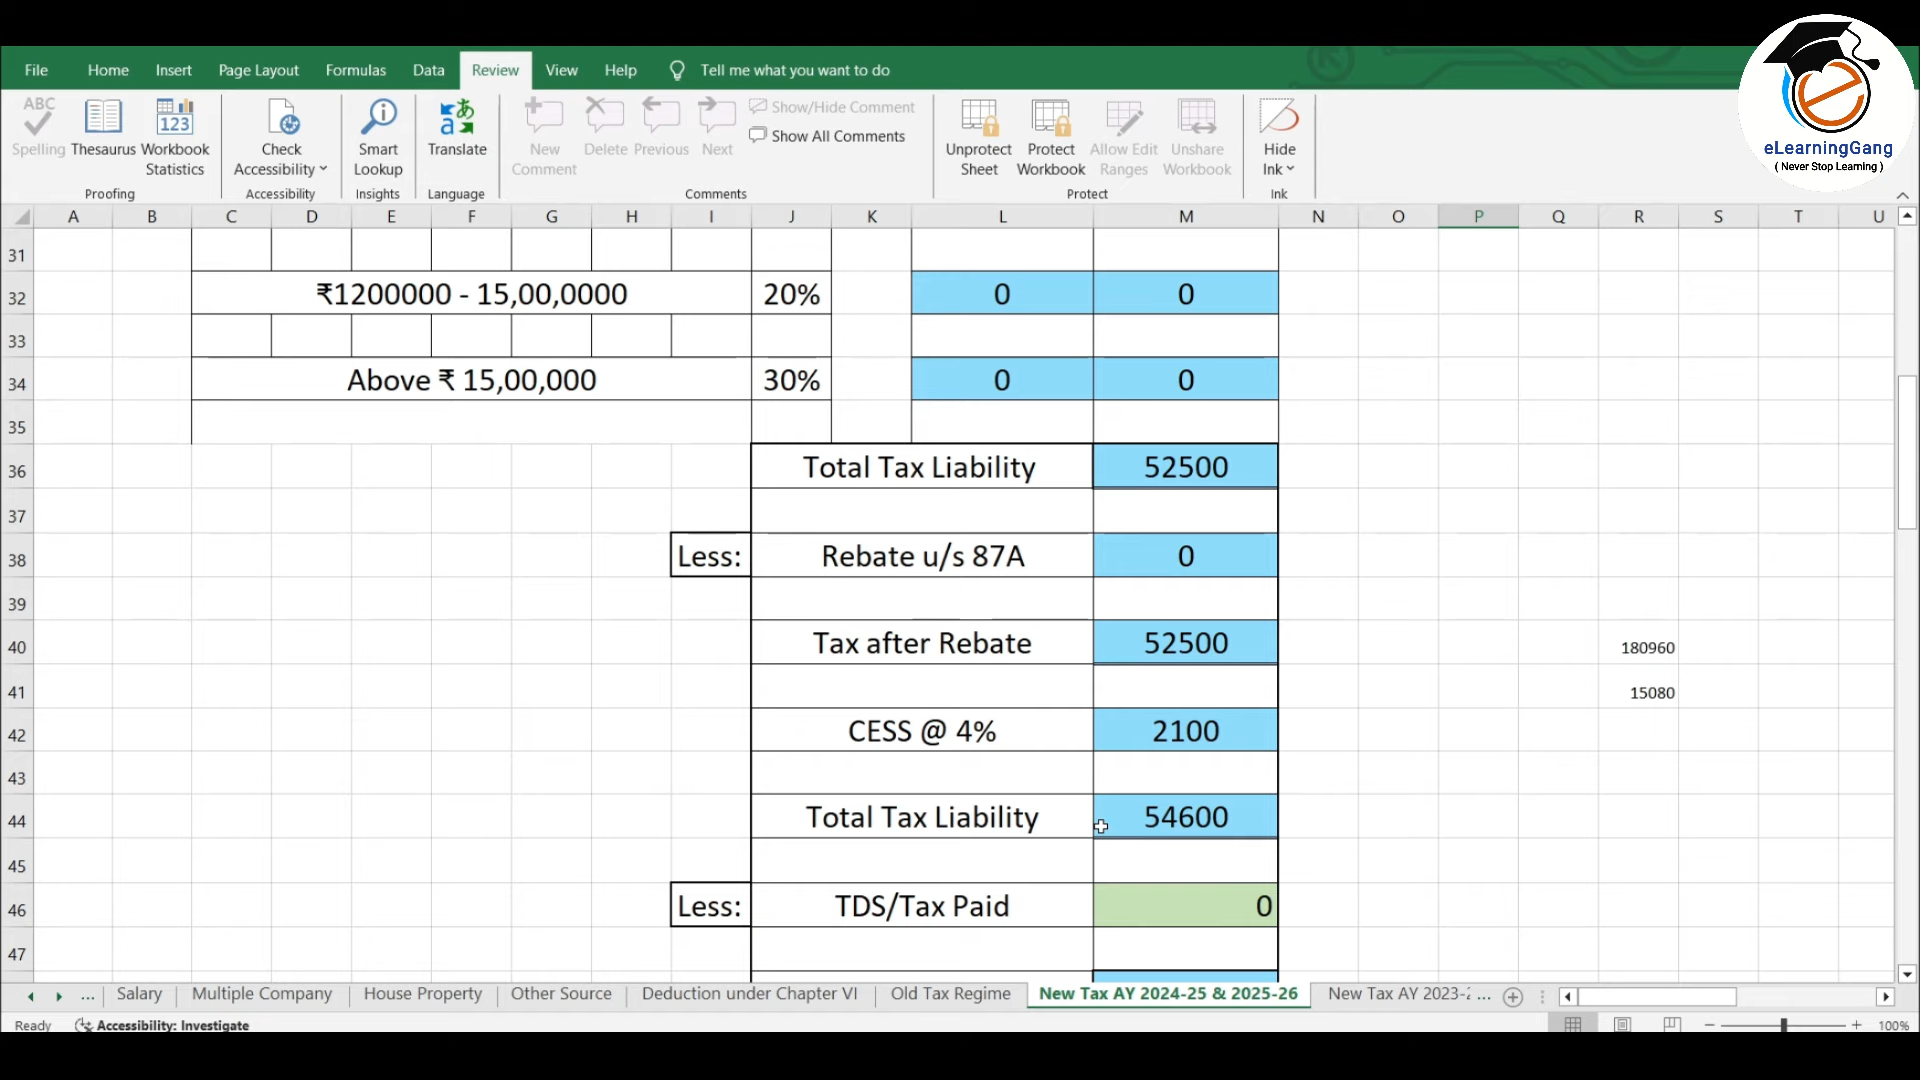 File Home Insert Page Layout Formulas Data Review View Help Tell me what you want to do
ABC
Spelling
Thesaurus
123
Workbook Statistics
Proofing
Check Accessibility
Accessibility
Smart Lookup
Insights
Translate
Language
New Comment
Delete
Previous
Next
Show/Hide Comment
Show All Comments
Comments
Unprotect Sheet
Protect Workbook
Allow Edit Ranges
Unshare Workbook
Protect
Hide Ink
Ink
eLearningGang
( Never Stop Learning )
A B C D E F G H I J K L M N O P Q R S T U
31
32 ₹1200000 - 15,00,0000 20% 0 0
33
34 Above ₹ 15,00,000 30% 0 0
35
36 Total Tax Liability 52500
37
38 Less: Rebate u/s 87A 0
39
40 Tax after Rebate 52500 180960
41 15080
42 CESS @ 4% 2100
43
44 Total Tax Liability 54600
45
46 Less: TDS/Tax Paid 0
47
... Salary Multiple Company House Property Other Source Deduction under Chapter VI Old Tax Regime New Tax AY 2024-25 & 2025-26 New Tax AY 2023-2 ...
Ready Accessibility: Investigate 100%